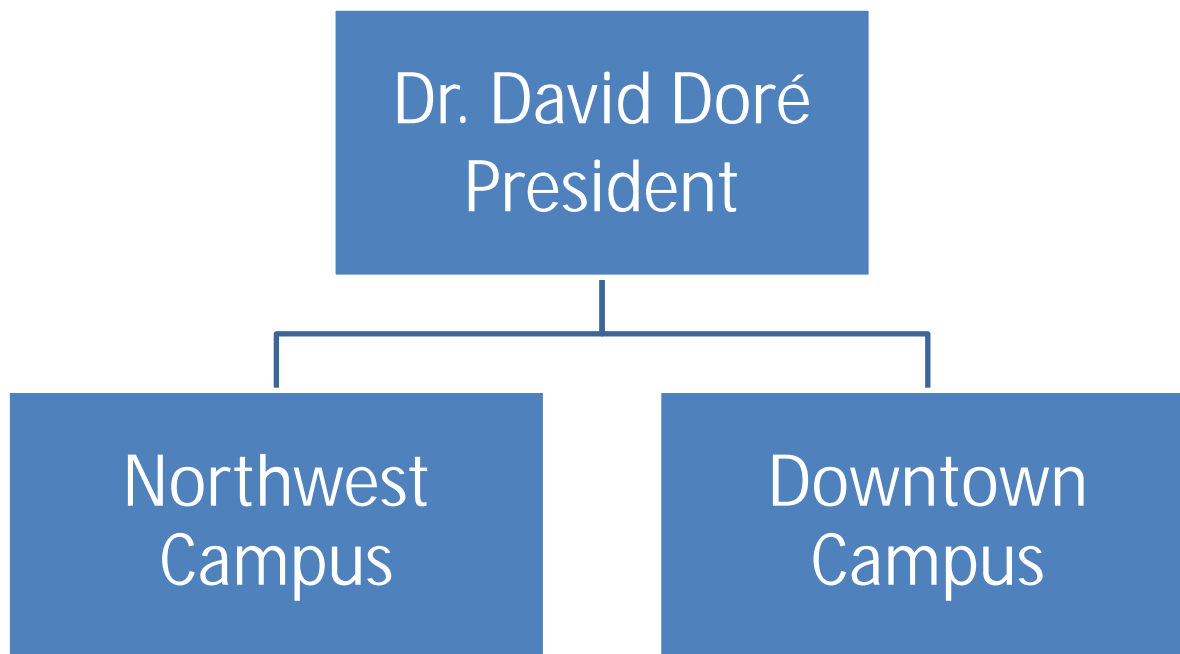 Dr. David Doré
President
Northwest
Campus
Downtown
Campus